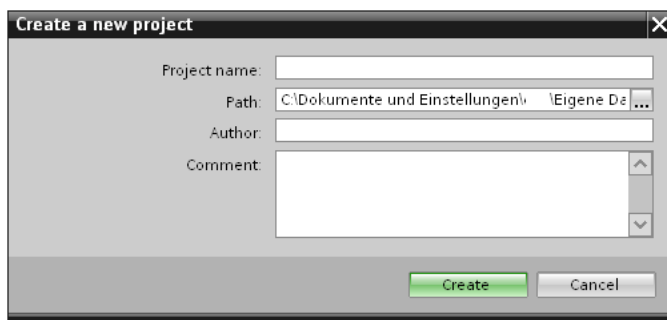 Create a new project
Project name:
Path: C:\Dokumente und Einstellungen\ \Eigene Da ...
Author:
Comment:
Create Cancel